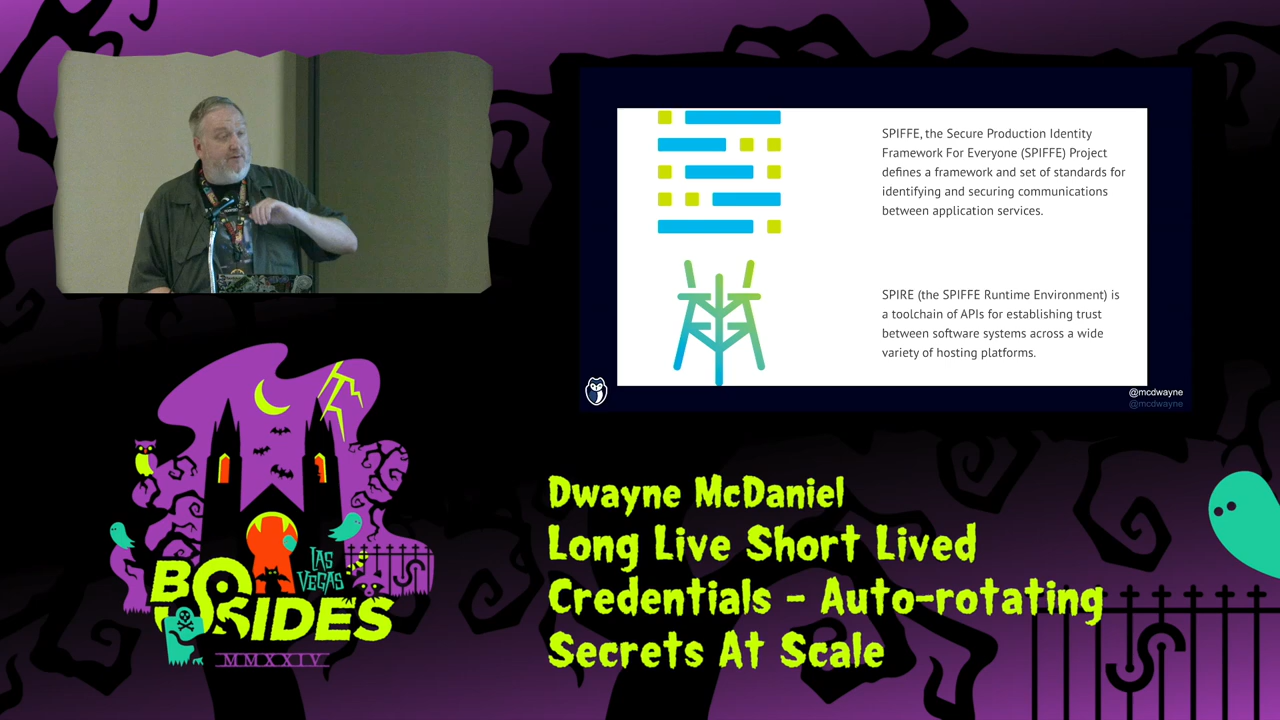 SPIFFE, the Secure Production Identity
Framework For Everyone (SPIFFE) Project
defines a framework and set of standards for
identifying and securing communications
between application services.
SPIRE (the SPIFFE Runtime Environment) is
a toolchain of APIs for establishing trust
between software systems across a wide
variety of hosting platforms.
@mcdwayne
@mcdwayne
LAS
VEGAS
BSIDES
MMXXIV
Dwayne McDaniel
Long Live Short Lived
Credentials - Auto-rotating
Secrets At Scale